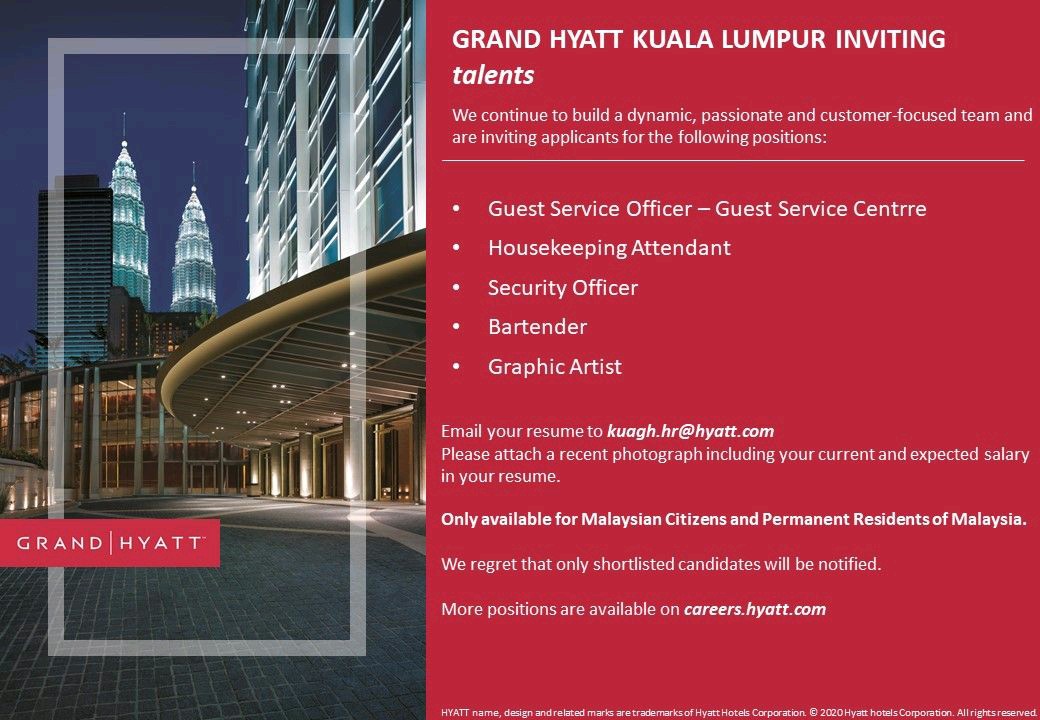 GRAND HYATT KUALA LUMPUR INVITING
talents
We continue to build a dynamic, passionate and customer-focused team and
are inviting applicants for the following positions:
• Guest Service Officer – Guest Service Centrre
• Housekeeping Attendant
• Security Officer
• Bartender
• Graphic Artist
Email your resume to kuagh.hr@hyatt.com
Please attach a recent photograph including your current and expected salary
in your resume.
Only available for Malaysian Citizens and Permanent Residents of Malaysia.
We regret that only shortlisted candidates will be notified.
More positions are available on careers.hyatt.com
GRAND|HYATT™
HYATT name, design and related marks are trademarks of Hyatt Hotels Corporation. © 2020 Hyatt hotels Corporation. All rights reserved.